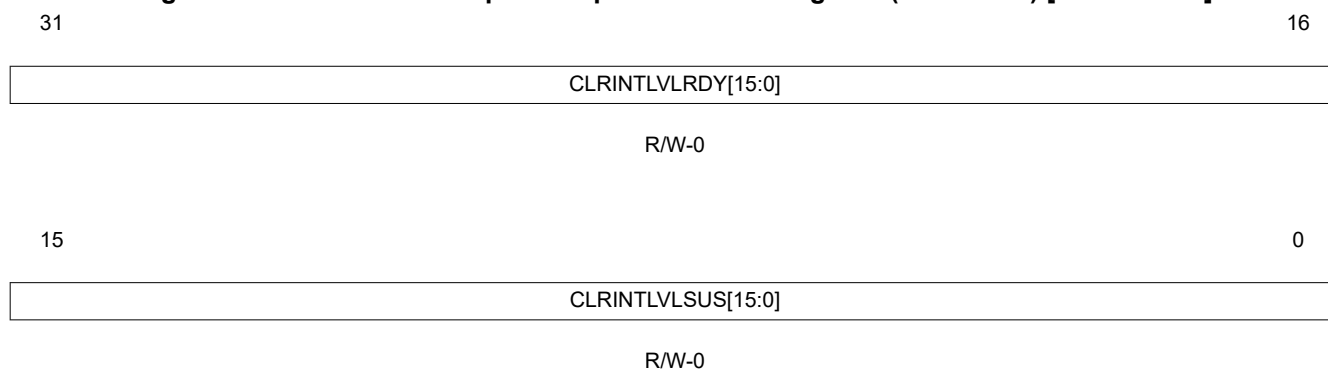 31 16
CLRINTLVLRDY[15:0]
R/W-0
15 0
CLRINTLVLSUS[15:0]
R/W-0